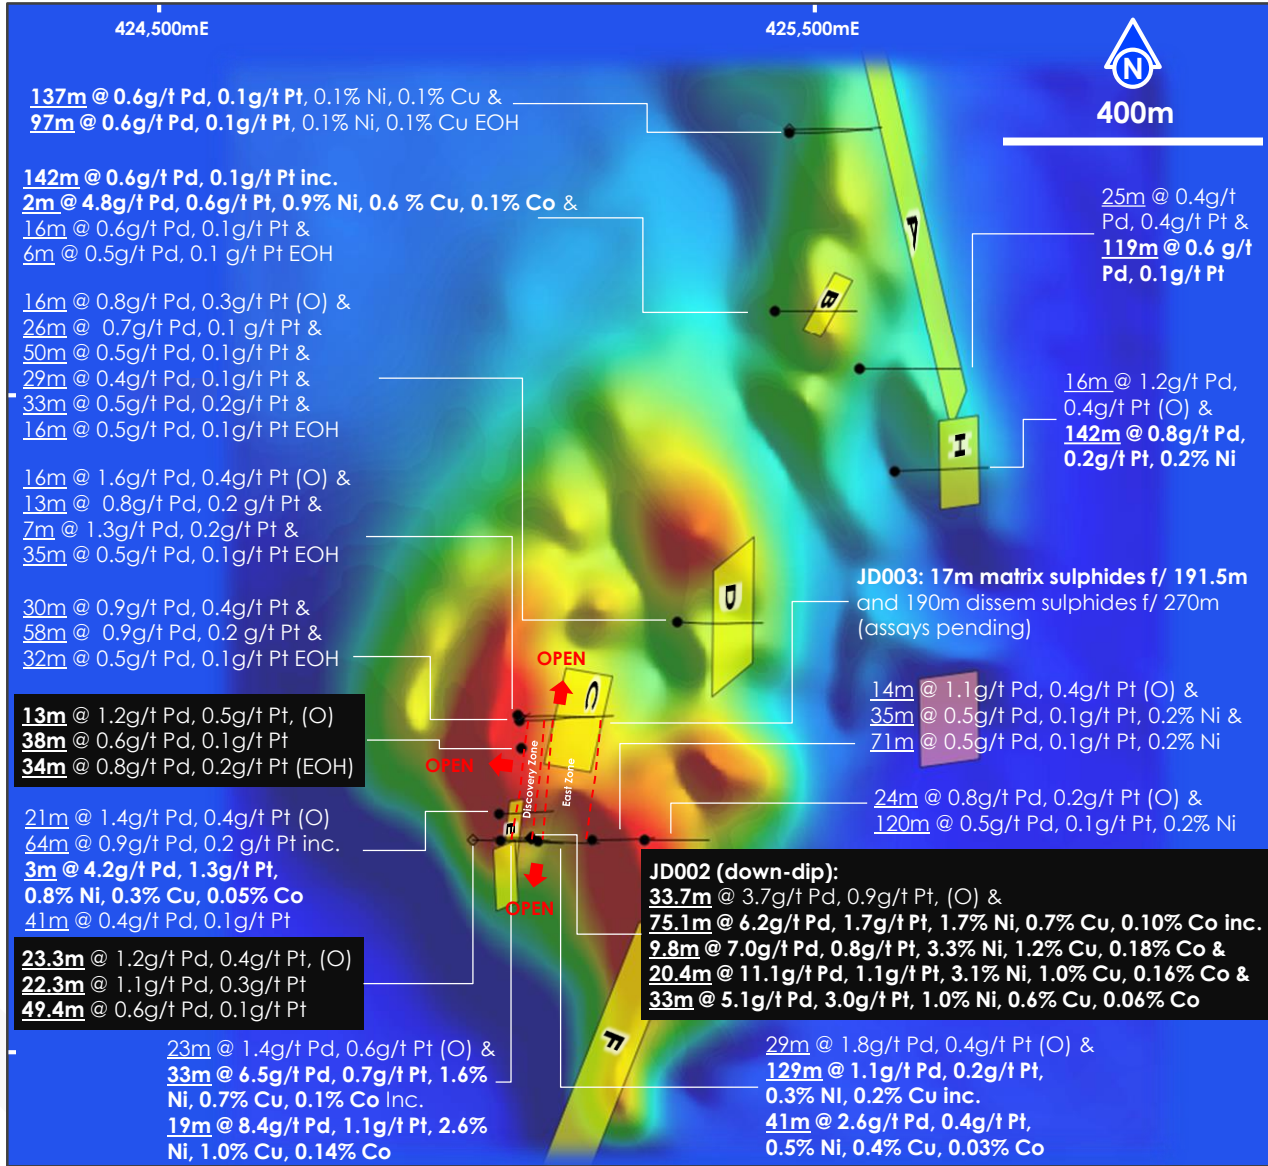 424,500mE
425,500mE
N
400m
137m @ 0.6g/t Pd, 0.1g/t Pt, 0.1% Ni, 0.1% Cu &
97m @ 0.6g/t Pd, 0.1g/t Pt, 0.1% Ni, 0.1% Cu EOH
142m @ 0.6g/t Pd, 0.1g/t Pt inc.
2m @ 4.8g/t Pd, 0.6g/t Pt, 0.9% Ni, 0.6 % Cu, 0.1% Co &
16m @ 0.6g/t Pd, 0.1g/t Pt &
6m @ 0.5g/t Pd, 0.1 g/t Pt EOH
25m @ 0.4g/t
Pd, 0.4g/t Pt &
119m @ 0.6 g/t
Pd, 0.1g/t Pt
A
B
16m @ 0.8g/t Pd, 0.3g/t Pt (O) &
26m @ 0.7g/t Pd, 0.1 g/t Pt &
50m @ 0.5g/t Pd, 0.1g/t Pt &
29m @ 0.4g/t Pd, 0.1g/t Pt &
33m @ 0.5g/t Pd, 0.2g/t Pt &
16m @ 0.5g/t Pd, 0.1g/t Pt EOH
16m @ 1.2g/t Pd,
0.4g/t Pt (O) &
142m @ 0.8g/t Pd,
0.2g/t Pt, 0.2% Ni
H
16m @ 1.6g/t Pd, 0.4g/t Pt (O) &
13m @ 0.8g/t Pd, 0.2 g/t Pt &
7m @ 1.3g/t Pd, 0.2g/t Pt &
35m @ 0.5g/t Pd, 0.1g/t Pt EOH
JD003: 17m matrix sulphides f/ 191.5m
and 190m dissem sulphides f/ 270m
(assays pending)
D
30m @ 0.9g/t Pd, 0.4g/t Pt &
58m @ 0.9g/t Pd, 0.2 g/t Pt &
32m @ 0.5g/t Pd, 0.1g/t Pt EOH
OPEN
C
14m @ 1.1g/t Pd, 0.4g/t Pt (O) &
35m @ 0.5g/t Pd, 0.1g/t Pt, 0.2% Ni &
71m @ 0.5g/t Pd, 0.1g/t Pt, 0.2% Ni
13m @ 1.2g/t Pd, 0.5g/t Pt, (O)
38m @ 0.6g/t Pd, 0.1g/t Pt
34m @ 0.8g/t Pd, 0.2g/t Pt (EOH)
OPEN
Discovery Zone
East Zone
24m @ 0.8g/t Pd, 0.2g/t Pt (O) &
120m @ 0.5g/t Pd, 0.1g/t Pt, 0.2% Ni
21m @ 1.4g/t Pd, 0.4g/t Pt (O)
64m @ 0.9g/t Pd, 0.2 g/t Pt inc.
3m @ 4.2g/t Pd, 1.3g/t Pt,
0.8% Ni, 0.3% Cu, 0.05% Co
41m @ 0.4g/t Pd, 0.1g/t Pt
E
OPEN
JD002 (down-dip):
33.7m @ 3.7g/t Pd, 0.9g/t Pt, (O) &
75.1m @ 6.2g/t Pd, 1.7g/t Pt, 1.7% Ni, 0.7% Cu, 0.10% Co inc.
9.8m @ 7.0g/t Pd, 0.8g/t Pt, 3.3% Ni, 1.2% Cu, 0.18% Co &
20.4m @ 11.1g/t Pd, 1.1g/t Pt, 3.1% Ni, 1.0% Cu, 0.16% Co &
33m @ 5.1g/t Pd, 3.0g/t Pt, 1.0% Ni, 0.6% Cu, 0.06% Co
23.3m @ 1.2g/t Pd, 0.4g/t Pt, (O)
22.3m @ 1.1g/t Pd, 0.3g/t Pt
49.4m @ 0.6g/t Pd, 0.1g/t Pt
F
23m @ 1.4g/t Pd, 0.6g/t Pt (O) &
33m @ 6.5g/t Pd, 0.7g/t Pt, 1.6%
Ni, 0.7% Cu, 0.1% Co Inc.
19m @ 8.4g/t Pd, 1.1g/t Pt, 2.6%
Ni, 1.0% Cu, 0.14% Co
29m @ 1.8g/t Pd, 0.4g/t Pt (O) &
129m @ 1.1g/t Pd, 0.2g/t Pt,
0.3% NI, 0.2% Cu inc.
41m @ 2.6g/t Pd, 0.4g/t Pt,
0.5% Ni, 0.4% Cu, 0.03% Co